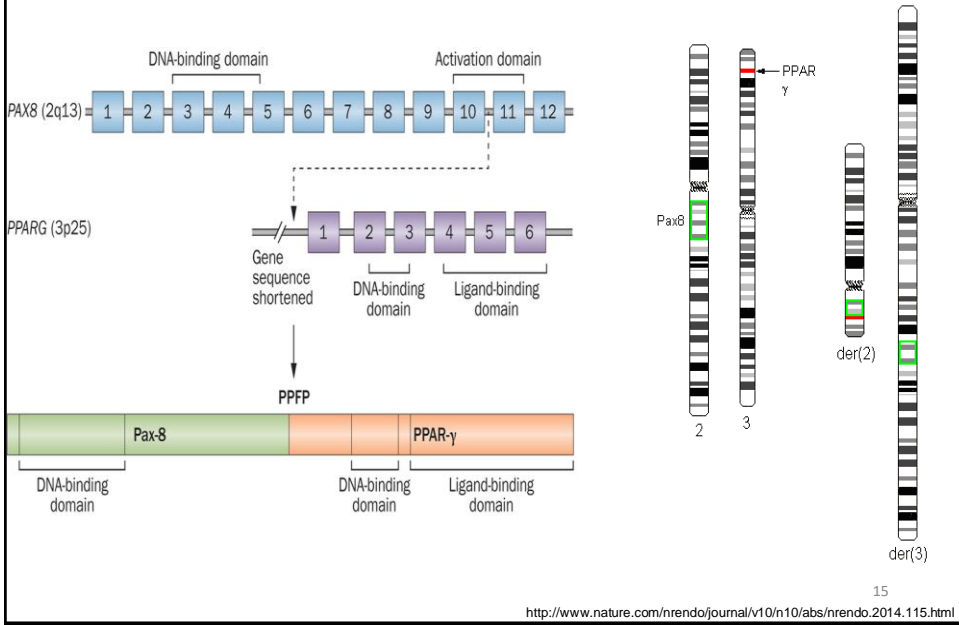 DNA-binding domain
Activation domain
PAX8 (2q13)
1 2 3 4 5 6 7 8 9 10 11 12
PPARG (3p25)
1 2 3 4 5 6
Gene
sequence
shortened
DNA-binding
domain
Ligand-binding
domain
PPFP
Pax-8
PPAR-γ
DNA-binding
domain
DNA-binding
domain
Ligand-binding
domain
PPAR
γ
Pax8
2
3
der(2)
der(3)
15
http://www.nature.com/nrendo/journal/v10/n10/abs/nrendo.2014.115.html